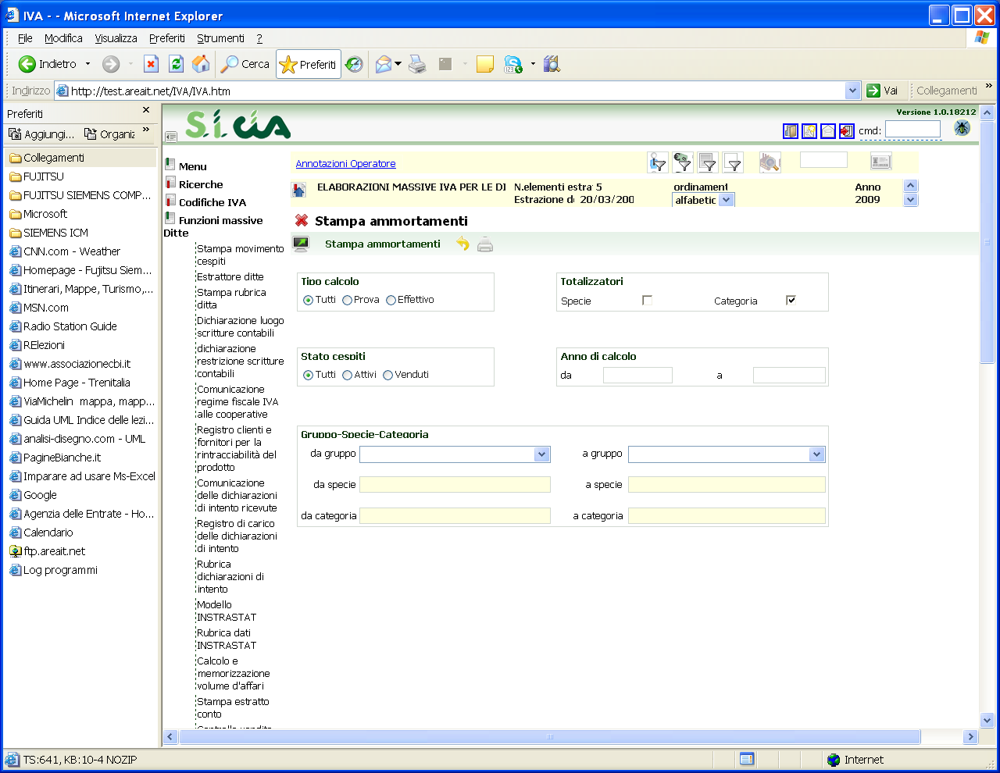 IVA - - Microsoft Internet Explorer
File Modifica Visualizza Preferiti Strumenti ?
Indietro Cerca Preferiti
Indirizzo http://test.areait.net/IVA/IVA.htm Vai Collegamenti »
Preferiti
Aggiungi... Organiz »
Collegamenti
FUJITSU
FUJITSU SIEMENS COMP...
Microsoft
SIEMENS ICM
CNN.com - Weather
Homepage - Fujitsu Siem...
Itinerari, Mappe, Turismo,...
MSN.com
Radio Station Guide
RElezioni
www.associazionecbi.it
Home Page - Trenitalia
ViaMichelin mappa, mapp...
Guida UML Indice delle lezi...
analisi-disegno.com - UML
PagineBianche.it
Imparare ad usare Ms-Excel
Google
Agenzia delle Entrate - Ho...
Calendario
ftp.areait.net
Log programmi
S.I.CIA
Versione 1.0.18212
cmd:
Menu
Ricerche
Codifiche IVA
Funzioni massive
Ditte
Stampa movimento
cespiti
Estrattore ditte
Stampa rubrica
ditta
Dichiarazione luogo
scritture contabili
dichiarazione
restrizione scritture
contabili
Comunicazione
regime fiscale IVA
alle cooperative
Registro clienti e
fornitori per la
rintracciabilità del
prodotto
Comunicazione
delle dichiarazioni
di intento ricevute
Registro di carico
delle dichiarazioni
di intento
Rubrica
dichiarazioni di
intento
Modello
INSTRASTAT
Rubrica dati
INSTRASTAT
Calcolo e
memorizzazione
volume d'affari
Stampa estratto
conto
Annotazioni Operatore
ELABORAZIONI MASSIVE IVA PER LE DI N.elementi estra 5 ordinament Anno
Estrazione d 20/03/200 alfabetic 2009
Stampa ammortamenti
Stampa ammortamenti
Tipo calcolo
Tutti Prova Effettivo
Totalizzatori
Specie Categoria
Stato cespiti
Tutti Attivi Venduti
Anno di calcolo
da a
Gruppo-Specie-Categoria
da gruppo a gruppo
da specie a specie
da categoria a categoria
TS:641, KB:10-4 NOZIP Internet